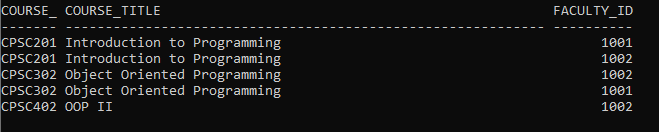 COURSE_ COURSE_TITLE FACULTY_ID
------- -------------------------------------------------- ----------
CPSC201 Introduction to Programming 1001
CPSC201 Introduction to Programming 1002
CPSC302 Object Oriented Programming 1002
CPSC302 Object Oriented Programming 1001
CPSC402 OOP II 1002